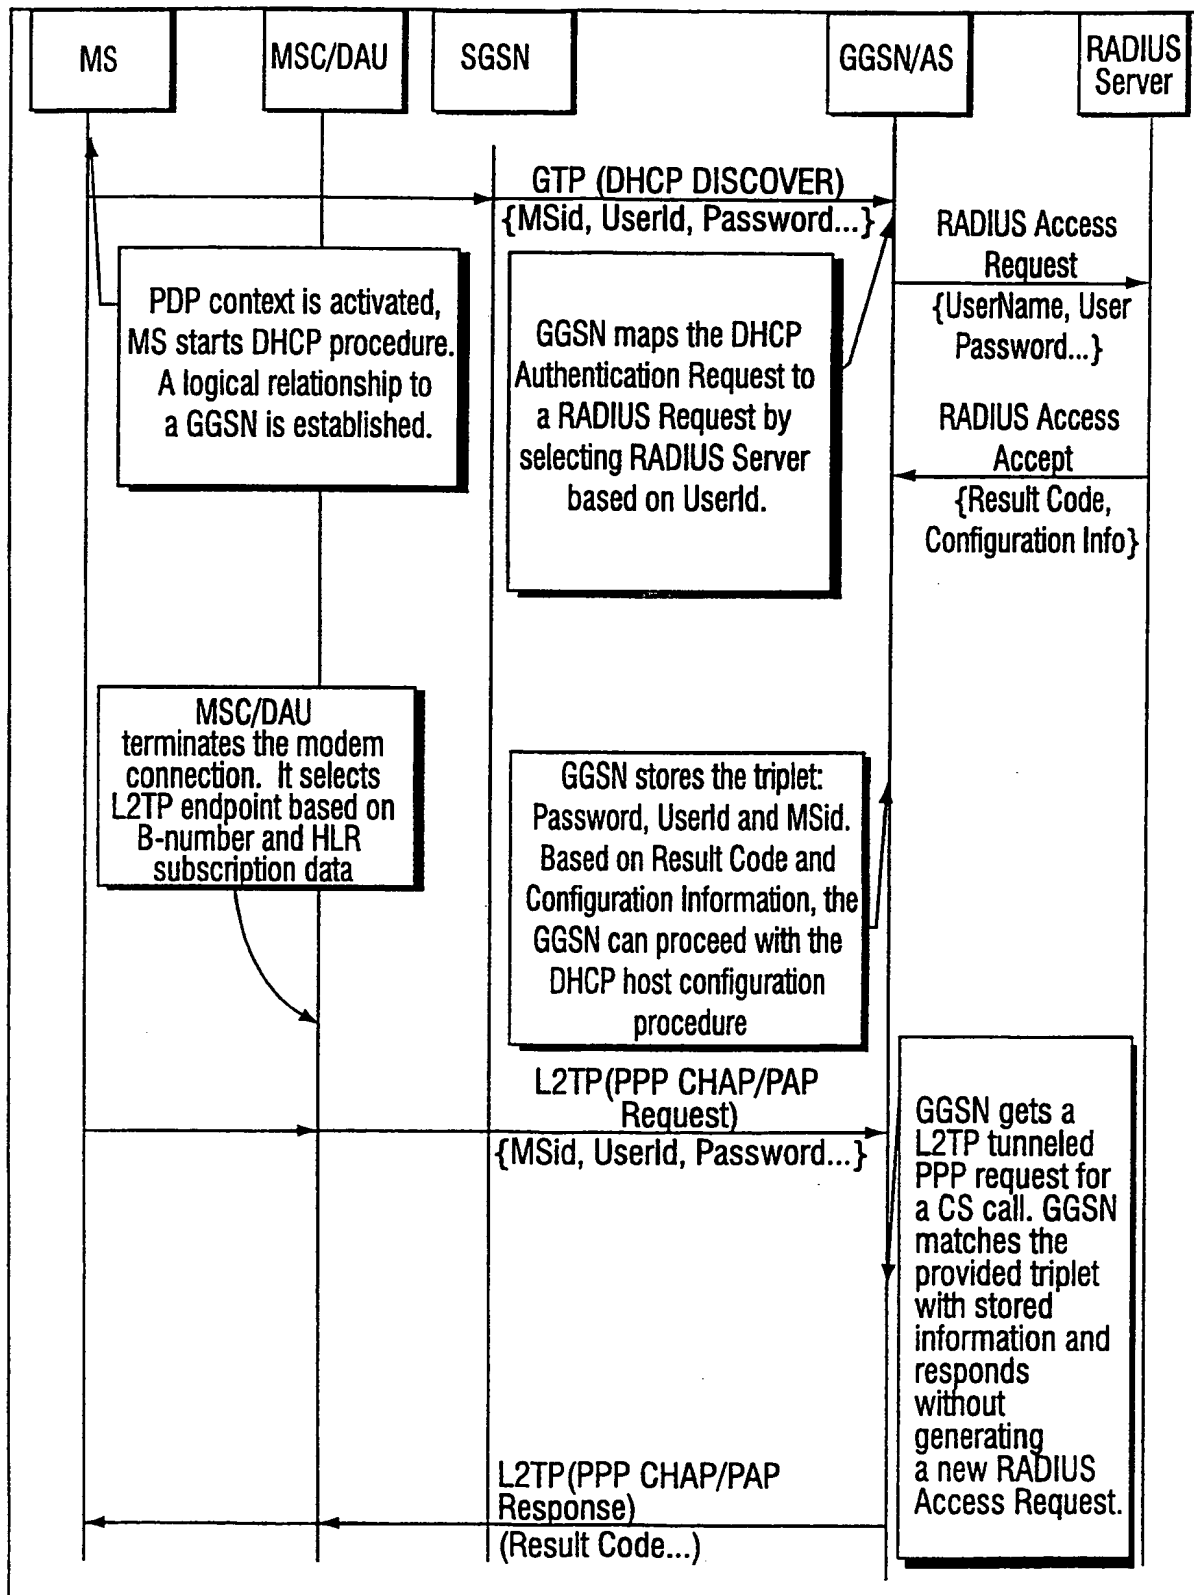 MS
MSC/DAU
SGSN
GGSN/AS
RADIUS
Server
GTP (DHCP DISCOVER)
{MSid, UserId, Password...}
RADIUS Access
Request
{UserName, User
Password...}
PDP context is activated,
MS starts DHCP procedure.
A logical relationship to
a GGSN is established.
GGSN maps the DHCP
Authentication Request to
a RADIUS Request by
selecting RADIUS Server
based on UserId.
RADIUS Access
Accept
{Result Code,
Configuration Info}
MSC/DAU
terminates the modem
connection. It selects
L2TP endpoint based on
B-number and HLR
subscription data
GGSN stores the triplet:
Password, UserId and MSid.
Based on Result Code and
Configuration Information, the
GGSN can proceed with the
DHCP host configuration
procedure
L2TP(PPP CHAP/PAP
Request)
{MSid, UserId, Password...}
GGSN gets a
L2TP tunneled
PPP request for
a CS call. GGSN
matches the
provided triplet
with stored
information and
responds
without
generating
a new RADIUS
Access Request.
L2TP(PPP CHAP/PAP
Response)
(Result Code...)